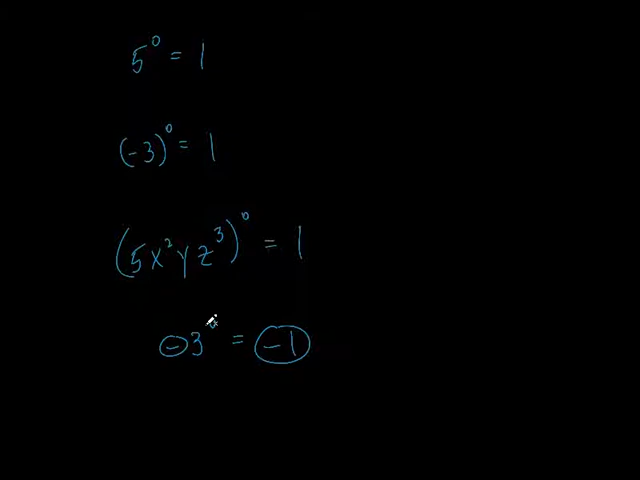 5⁰ = 1
(-3)⁰ = 1
(5x²yz³)⁰ = 1
-3⁰ = -1